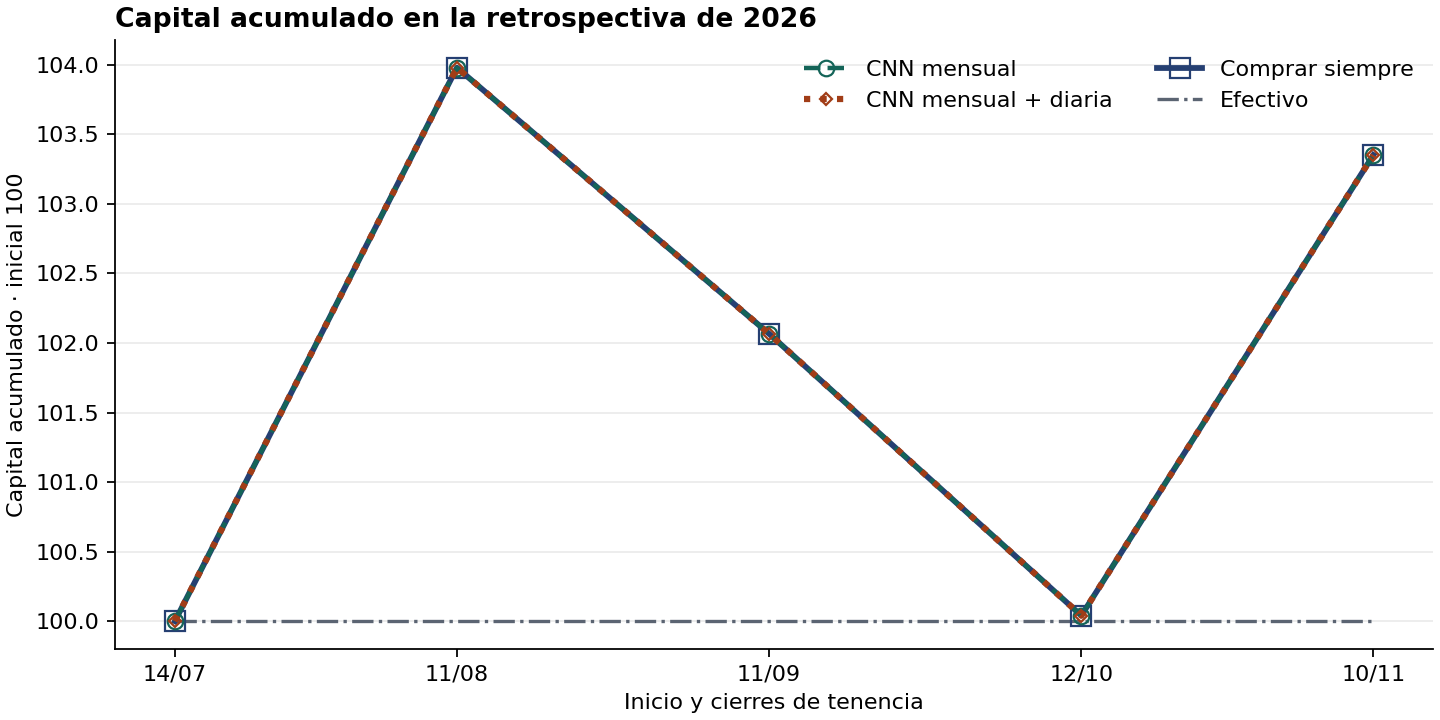 Capital acumulado en la retrospectiva de 2026
CNN mensual
CNN mensual + diaria
Comprar siempre
Efectivo
Capital acumulado · inicial 100
104.0
103.5
103.0
102.5
102.0
101.5
101.0
100.5
100.0
14/07
11/08
11/09
12/10
10/11
Inicio y cierres de tenencia